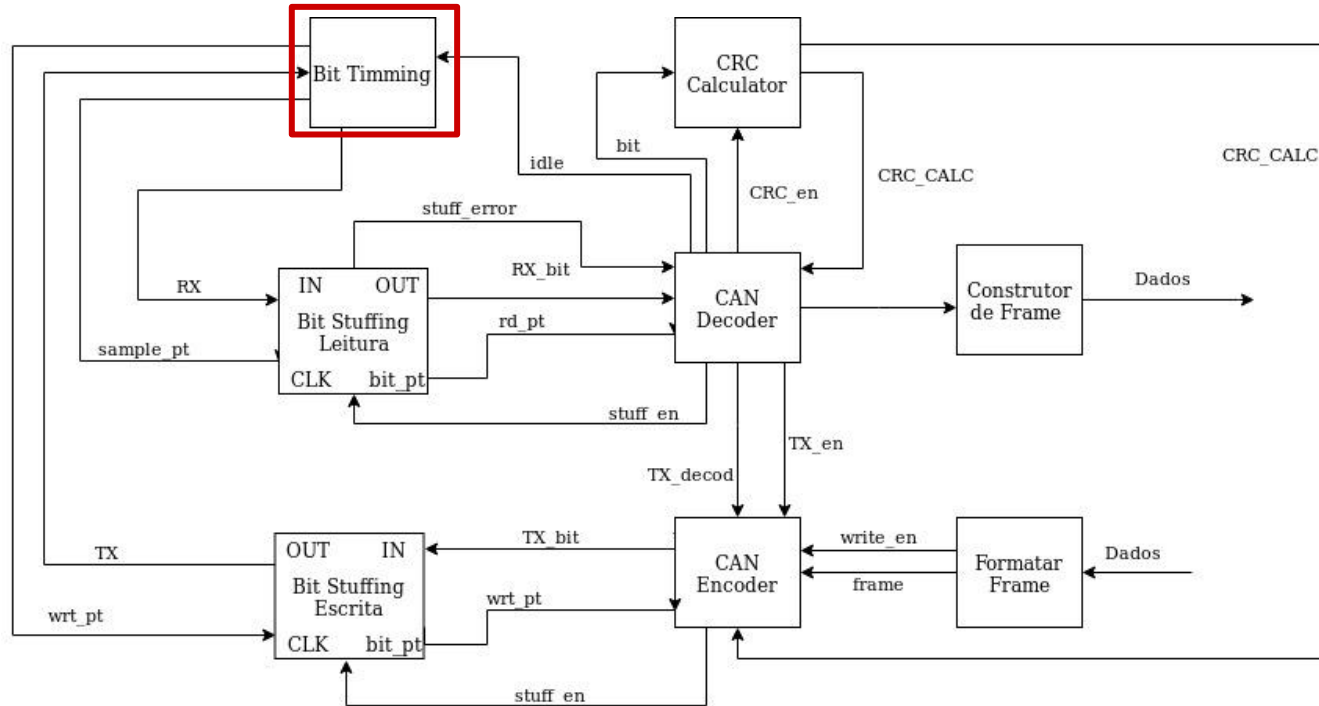 Bit Timming
CRC
Calculator
bit
idle
CRC_en
CRC_CALC
CRC_CALC
stuff_error
RX
IN OUT
Bit Stuffing
Leitura
CLK bit_pt
RX_bit
rd_pt
sample_pt
CAN
Decoder
Construtor
de Frame
Dados
stuff_en
TX_decod
TX_en
TX
OUT IN
Bit Stuffing
Escrita
CLK bit_pt
TX_bit
wrt_pt
wrt_pt
CAN
Encoder
write_en
frame
Formatar
Frame
Dados
stuff_en